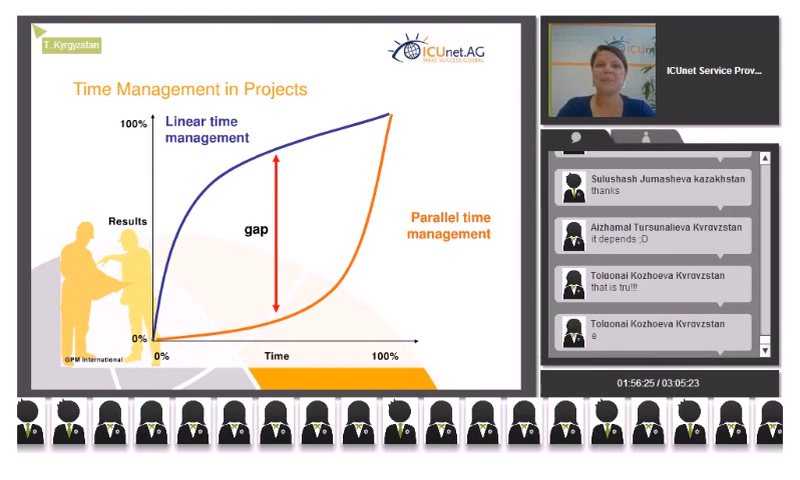 T. Kyrgyzstan
ICUnet.AG
MAKE SUCCESS GLOBAL
Time Management in Projects
100%
Linear time
management
Results
gap
Parallel time
management
0%
0%
Time
100%
GPM International
ICUnet
ICUnet Service Prov...
Sulushash Jumasheva kazakhstan
thanks
Aizhamal Tursunalieva Kyrgyzstan
it depends ;D
Tolgonai Kozhoeva Kyrgyzstan
that is tru!!!
Tolgonai Kozhoeva Kyrgyzstan
e
01:56:25 / 03:05:23